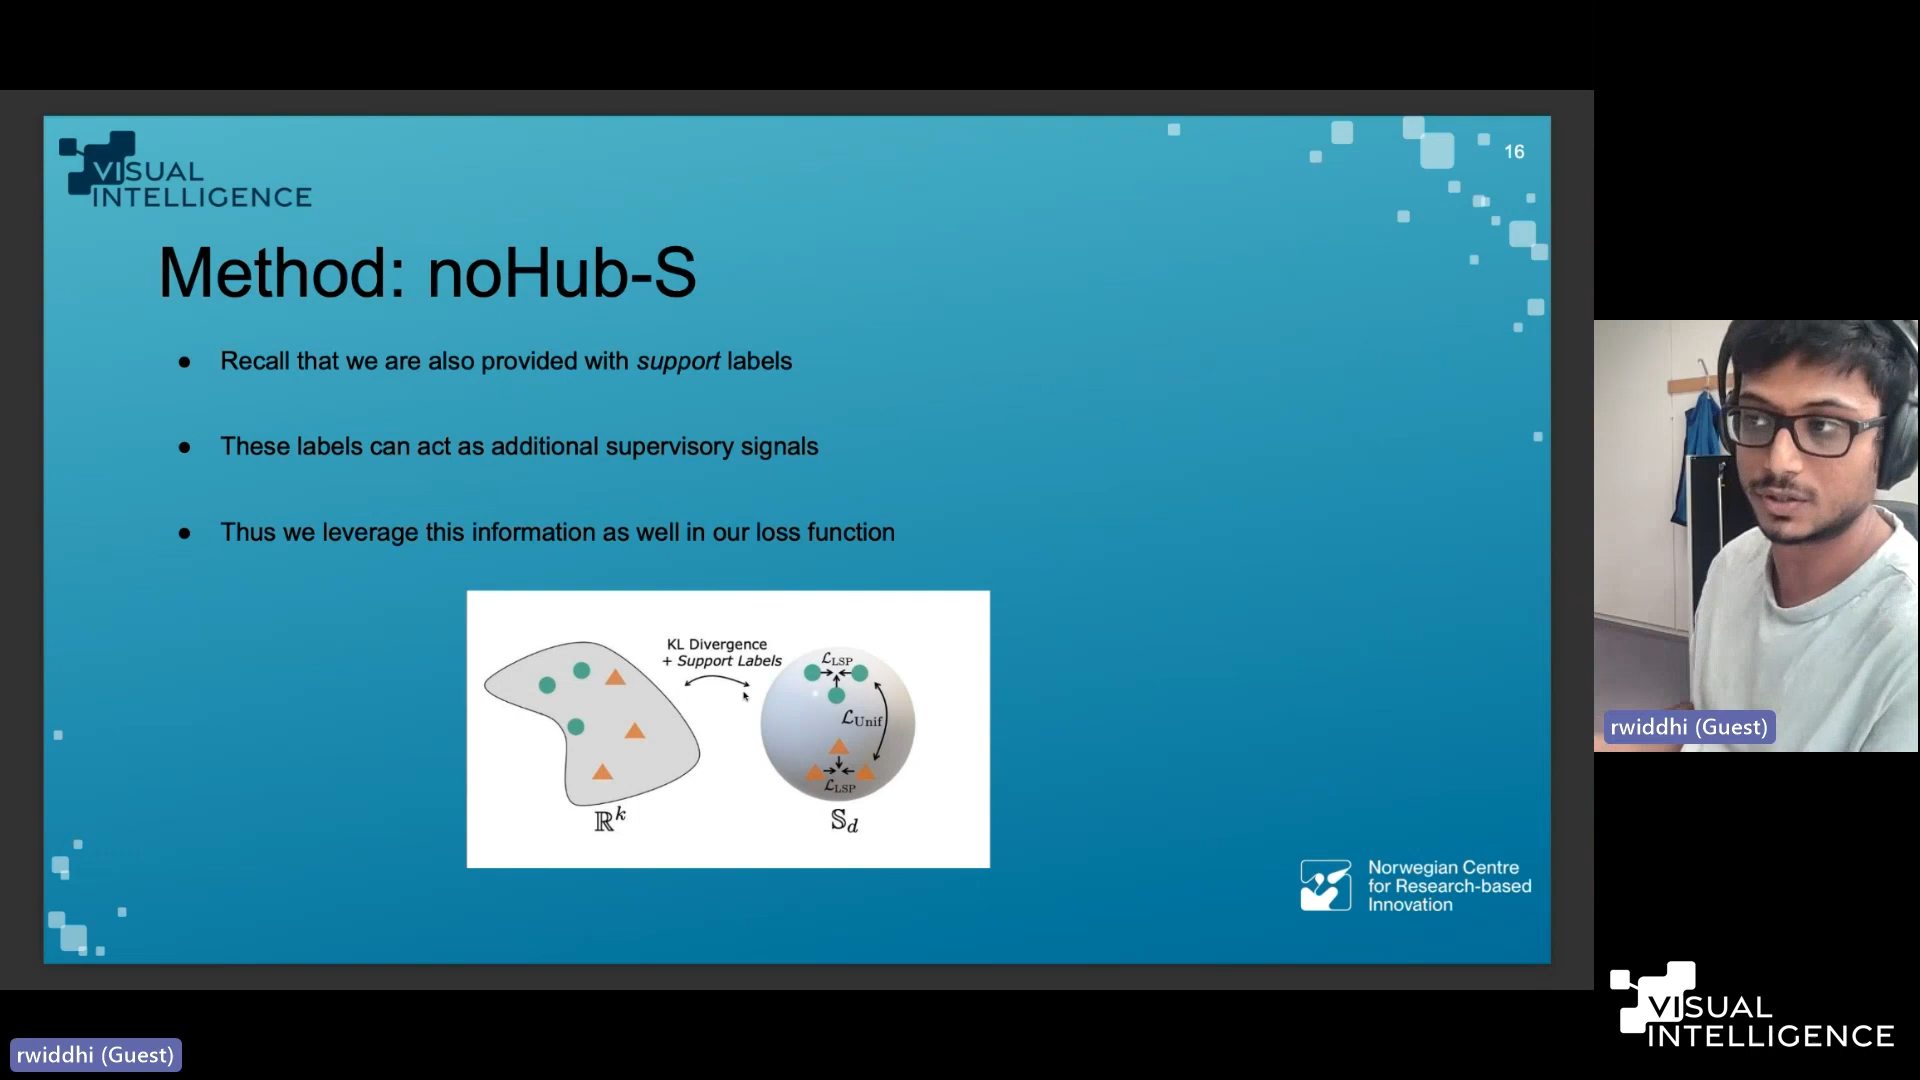 VISUAL
INTELLIGENCE
16
Method: noHub-S
● Recall that we are also provided with support labels
● These labels can act as additional supervisory signals
● Thus we leverage this information as well in our loss function
KL Divergence
+ Support Labels
ℒLSP
ℒUnif
ℒLSP
ℝk
𝕊d
Norwegian Centre
for Research-based
Innovation
rwiddhi (Guest)
VISUAL
INTELLIGENCE
rwiddhi (Guest)